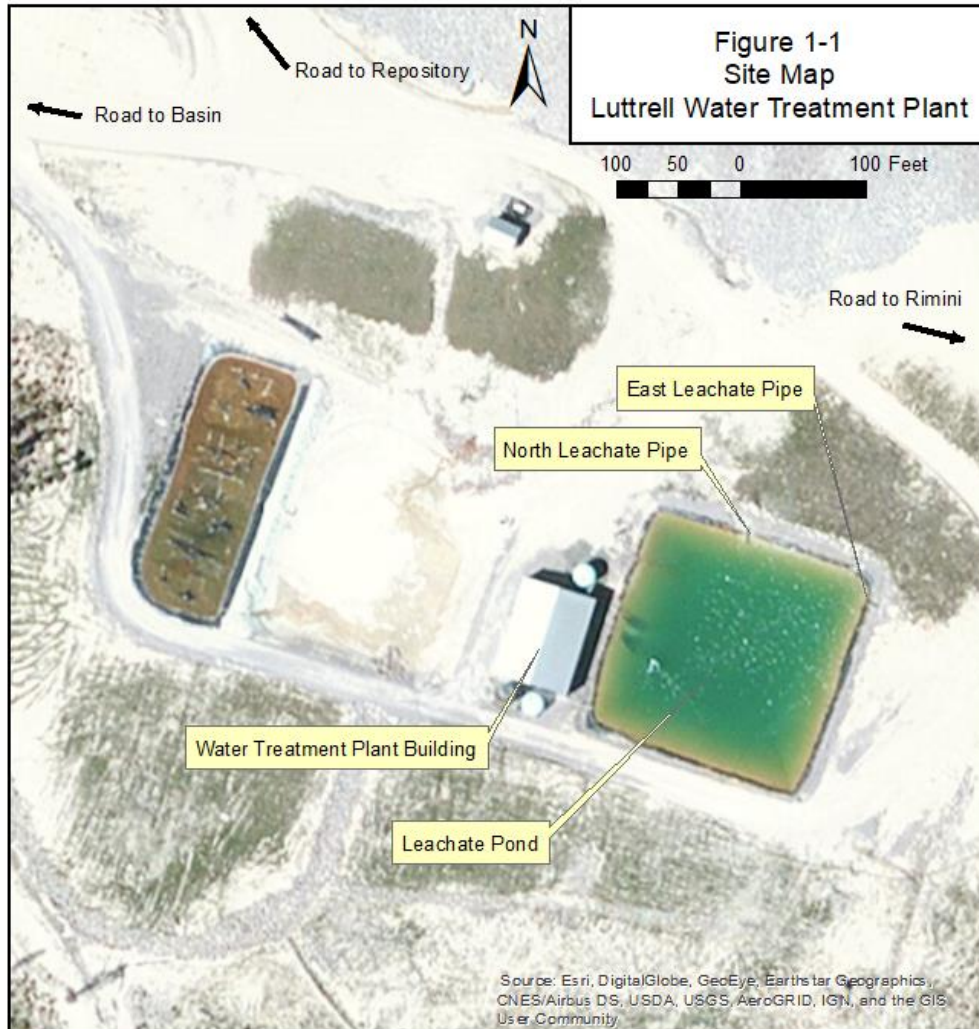 Figure 1-1
Site Map
Luttrell Water Treatment Plant
N
Road to Repository
Road to Basin
100 50 0 100 Feet
Road to Rimini
East Leachate Pipe
North Leachate Pipe
Water Treatment Plant Building
Leachate Pond
Source: Esri, DigitalGlobe, GeoEye, Earthstar Geographics,
CNES/Airbus DS, USDA, USGS, AeroGRID, IGN, and the GIS
User Community